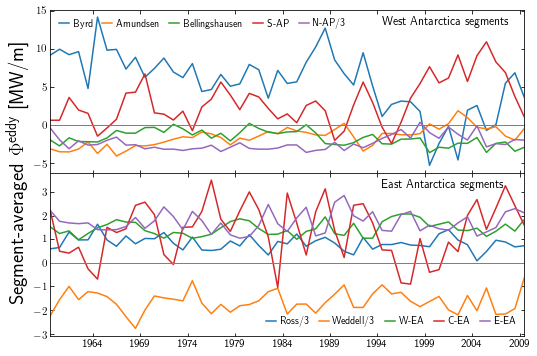 15
Byrd Amundsen Bellingshausen S-AP N-AP/3 West Antarctica segments
10
5
0
−5
Segment-averaged Φ^eddy [MW/m]
East Antarctica segments
3
2
1
0
−1
−2
Ross/3 Weddell/3 W-EA C-EA E-EA
−3
1964 1969 1974 1979 1984 1989 1994 1999 2004 2009